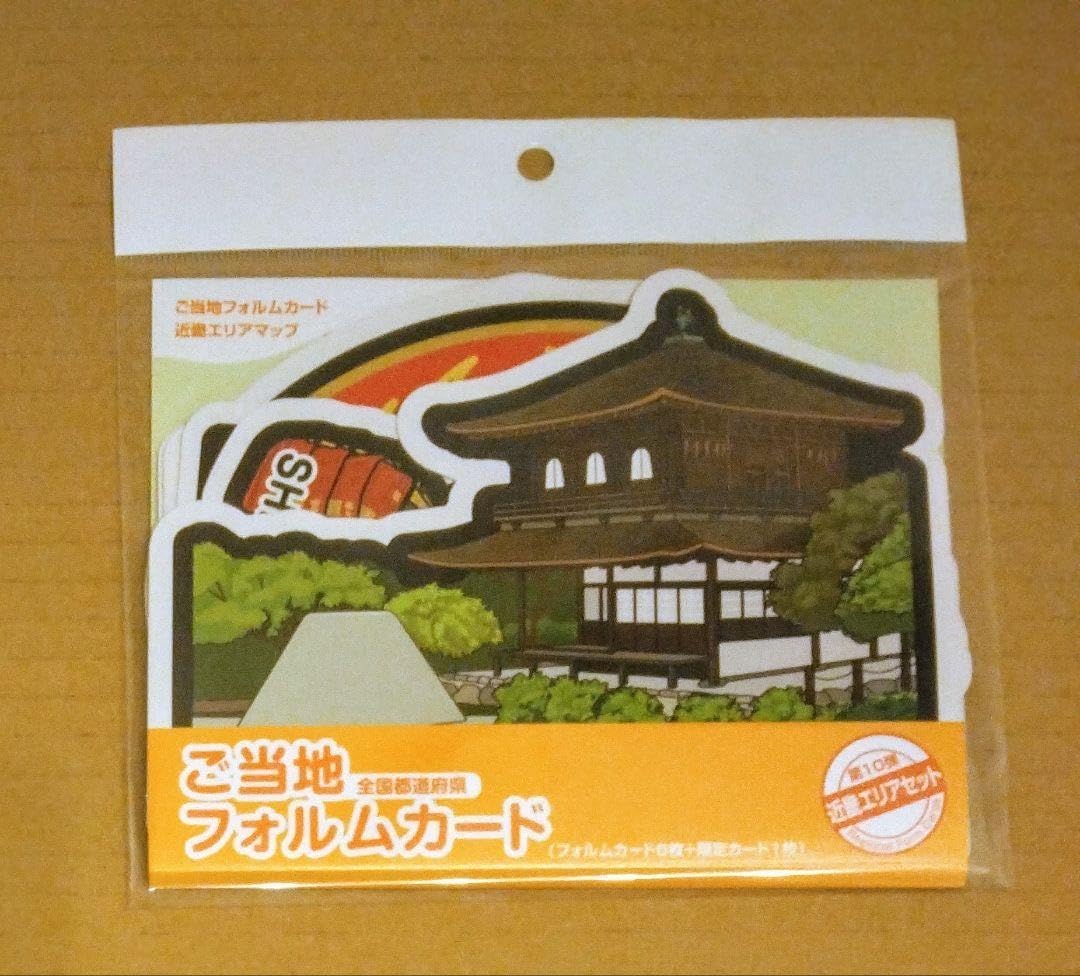 ご当地フォルムカード
近畿エリアマップ
SH
ご当地
全国都道府県
フォルムカード
(フォルムカード6枚+限定カード1枚)
第10弾
近畿エリアセット